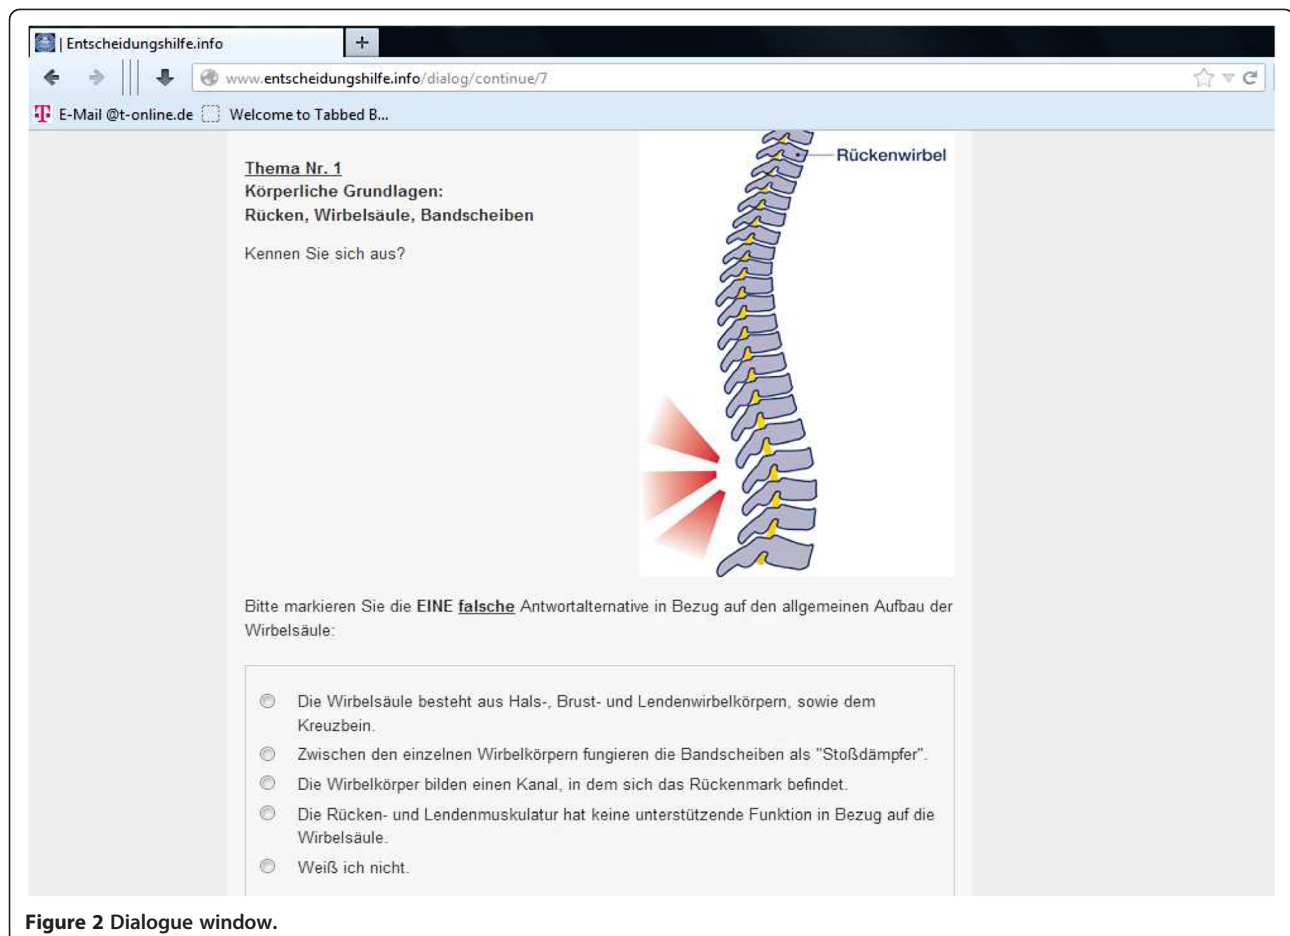 | Entscheidungshilfe.info
www.entscheidungshilfe.info/dialog/continue/7
E-Mail @t-online.de Welcome to Tabbed B...
Rückenwirbel
Thema Nr. 1
Körperliche Grundlagen:
Rücken, Wirbelsäule, Bandscheiben
Kennen Sie sich aus?
Bitte markieren Sie die EINE falsche Antwortalternative in Bezug auf den allgemeinen Aufbau der
Wirbelsäule:
Die Wirbelsäule besteht aus Hals-, Brust- und Lendenwirbelkörpern, sowie dem
Kreuzbein.
Zwischen den einzelnen Wirbelkörpern fungieren die Bandscheiben als "Stoßdämpfer".
Die Wirbelkörper bilden einen Kanal, in dem sich das Rückenmark befindet.
Die Rücken- und Lendenmuskulatur hat keine unterstützende Funktion in Bezug auf die
Wirbelsäule.
Weiß ich nicht.
Figure 2 Dialogue window.